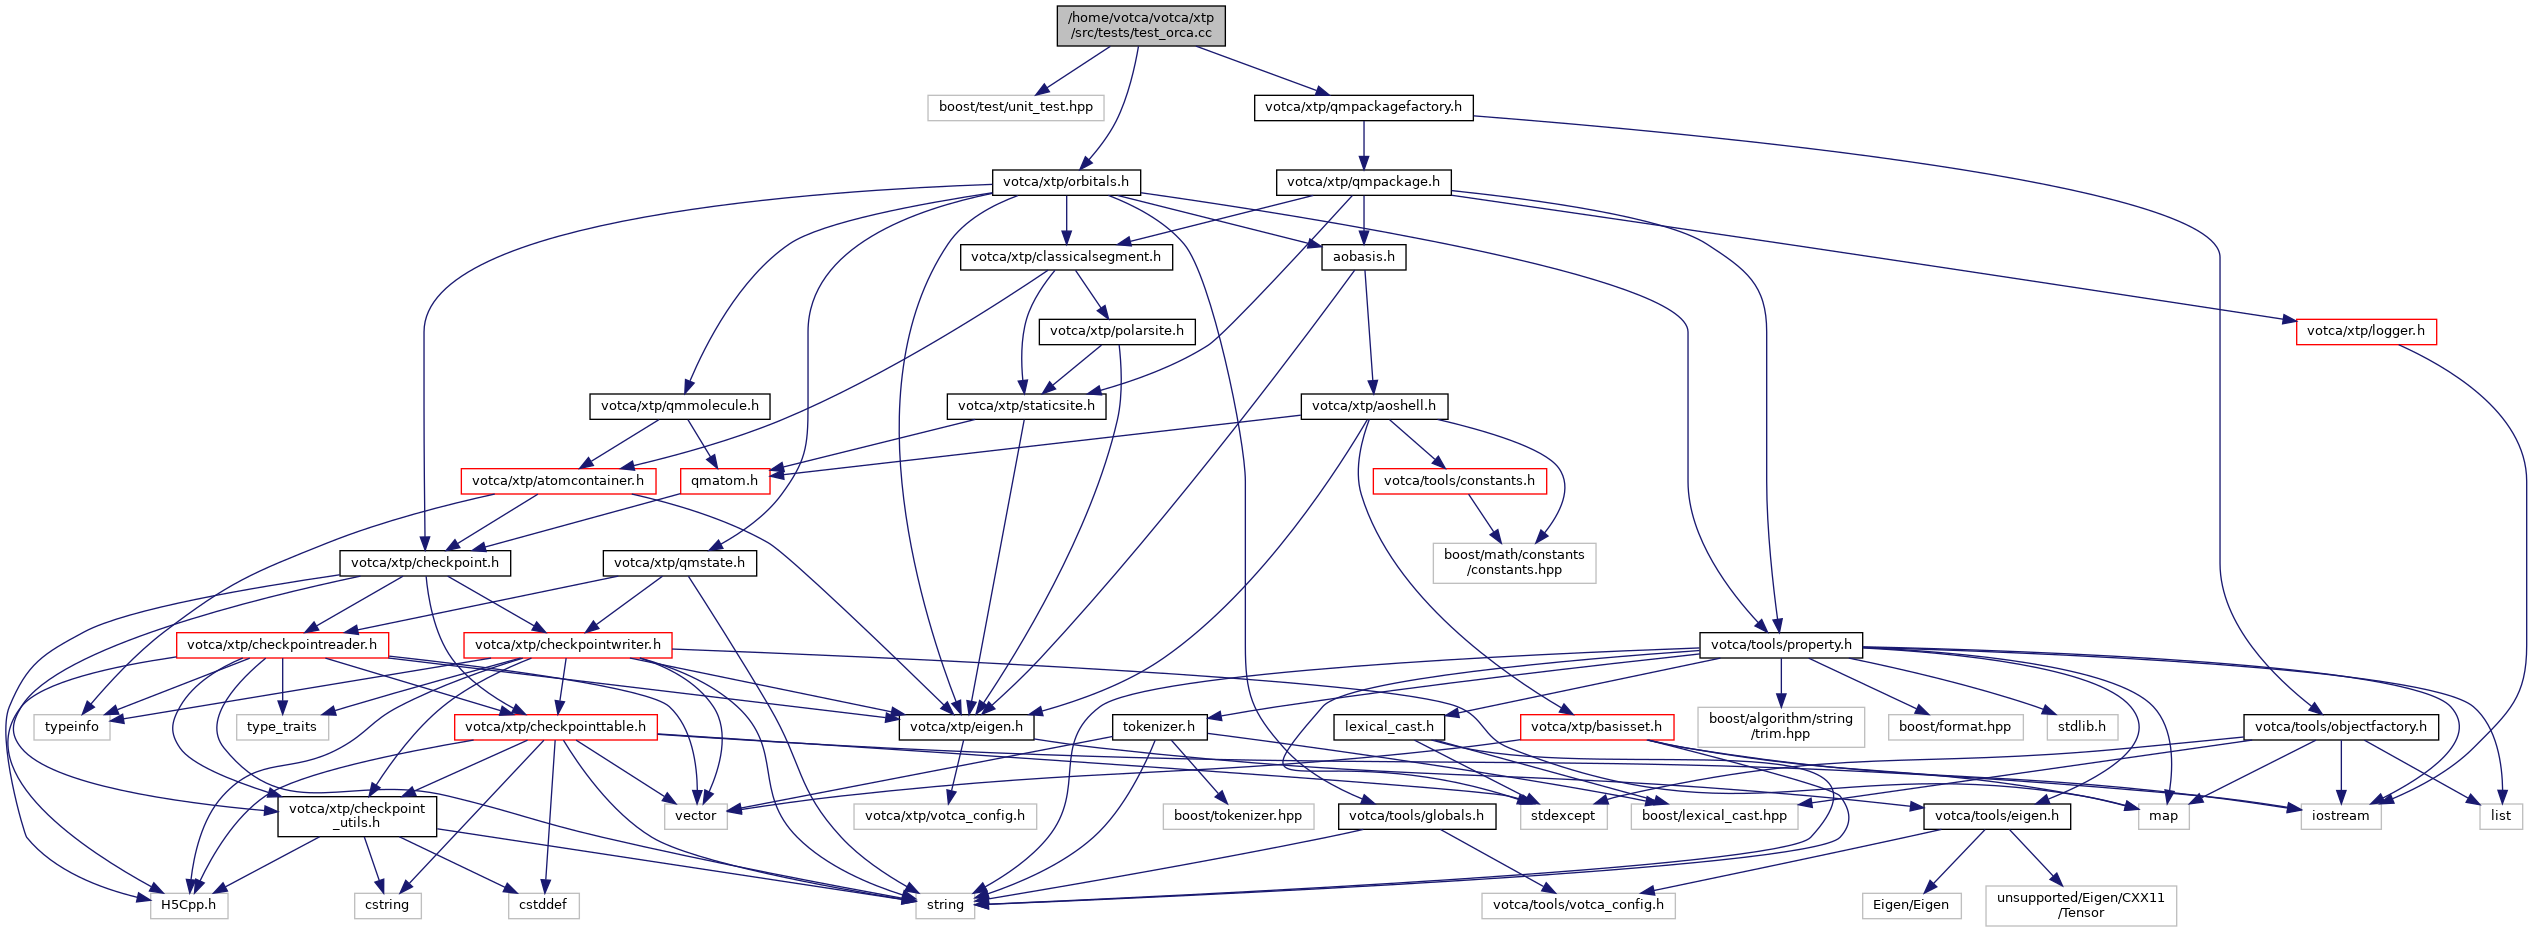 /home/votca/votca/xtp
/src/tests/test_orca.cc
boost/test/unit_test.hpp
votca/xtp/qmpackagefactory.h
votca/xtp/orbitals.h
votca/xtp/qmpackage.h
votca/xtp/classicalsegment.h
aobasis.h
votca/xtp/polarsite.h
votca/xtp/logger.h
votca/xtp/qmmolecule.h
votca/xtp/staticsite.h
votca/xtp/aoshell.h
votca/xtp/atomcontainer.h
qmatom.h
votca/tools/constants.h
votca/xtp/checkpoint.h
votca/xtp/qmstate.h
boost/math/constants
/constants.hpp
votca/xtp/checkpointreader.h
votca/xtp/checkpointwriter.h
votca/tools/property.h
typeinfo
type_traits
votca/xtp/checkpointtable.h
votca/xtp/eigen.h
tokenizer.h
lexical_cast.h
votca/xtp/basisset.h
boost/algorithm/string
/trim.hpp
boost/format.hpp
stdlib.h
votca/tools/objectfactory.h
votca/xtp/checkpoint
_utils.h
vector
votca/xtp/votca_config.h
boost/tokenizer.hpp
votca/tools/globals.h
stdexcept
boost/lexical_cast.hpp
votca/tools/eigen.h
map
iostream
list
H5Cpp.h
cstring
cstddef
string
votca/tools/votca_config.h
Eigen/Eigen
unsupported/Eigen/CXX11
/Tensor